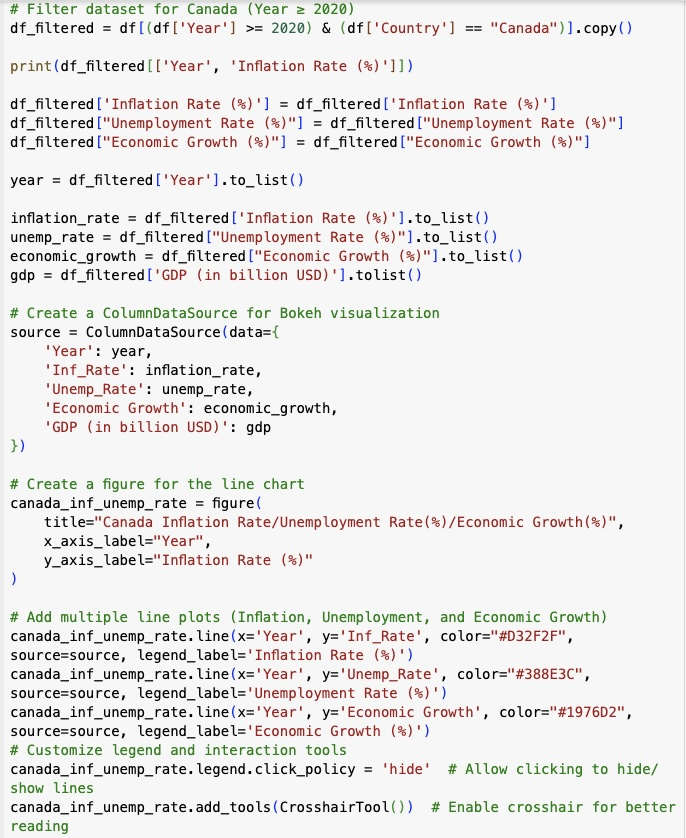 # Filter dataset for Canada (Year ≥ 2020)
df_filtered = df[(df['Year'] >= 2020) & (df['Country'] == "Canada")].copy()
print(df_filtered[['Year', 'Inflation Rate (%)']])
df_filtered['Inflation Rate (%)'] = df_filtered['Inflation Rate (%)']
df_filtered["Unemployment Rate (%)"] = df_filtered["Unemployment Rate (%)"]
df_filtered["Economic Growth (%)"] = df_filtered["Economic Growth (%)"]
year = df_filtered['Year'].to_list()
inflation_rate = df_filtered['Inflation Rate (%)'].to_list()
unemp_rate = df_filtered["Unemployment Rate (%)"].to_list()
economic_growth = df_filtered["Economic Growth (%)"].to_list()
gdp = df_filtered['GDP (in billion USD)'].tolist()
# Create a ColumnDataSource for Bokeh visualization
source = ColumnDataSource(data={
    'Year': year,
    'Inf_Rate': inflation_rate,
    'Unemp_Rate': unemp_rate,
    'Economic Growth': economic_growth,
    'GDP (in billion USD)': gdp
})
# Create a figure for the line chart
canada_inf_unemp_rate = figure(
    title="Canada Inflation Rate/Unemployment Rate(%)/Economic Growth(%)",
    x_axis_label="Year",
    y_axis_label="Inflation Rate (%)"
)
# Add multiple line plots (Inflation, Unemployment, and Economic Growth)
canada_inf_unemp_rate.line(x='Year', y='Inf_Rate', color="#D32F2F",
source=source, legend_label='Inflation Rate (%)')
canada_inf_unemp_rate.line(x='Year', y='Unemp_Rate', color="#388E3C",
source=source, legend_label='Unemployment Rate (%)')
canada_inf_unemp_rate.line(x='Year', y='Economic Growth', color="#1976D2",
source=source, legend_label='Economic Growth (%)')
# Customize legend and interaction tools
canada_inf_unemp_rate.legend.click_policy = 'hide'  # Allow clicking to hide/
show lines
canada_inf_unemp_rate.add_tools(CrosshairTool())  # Enable crosshair for better
reading